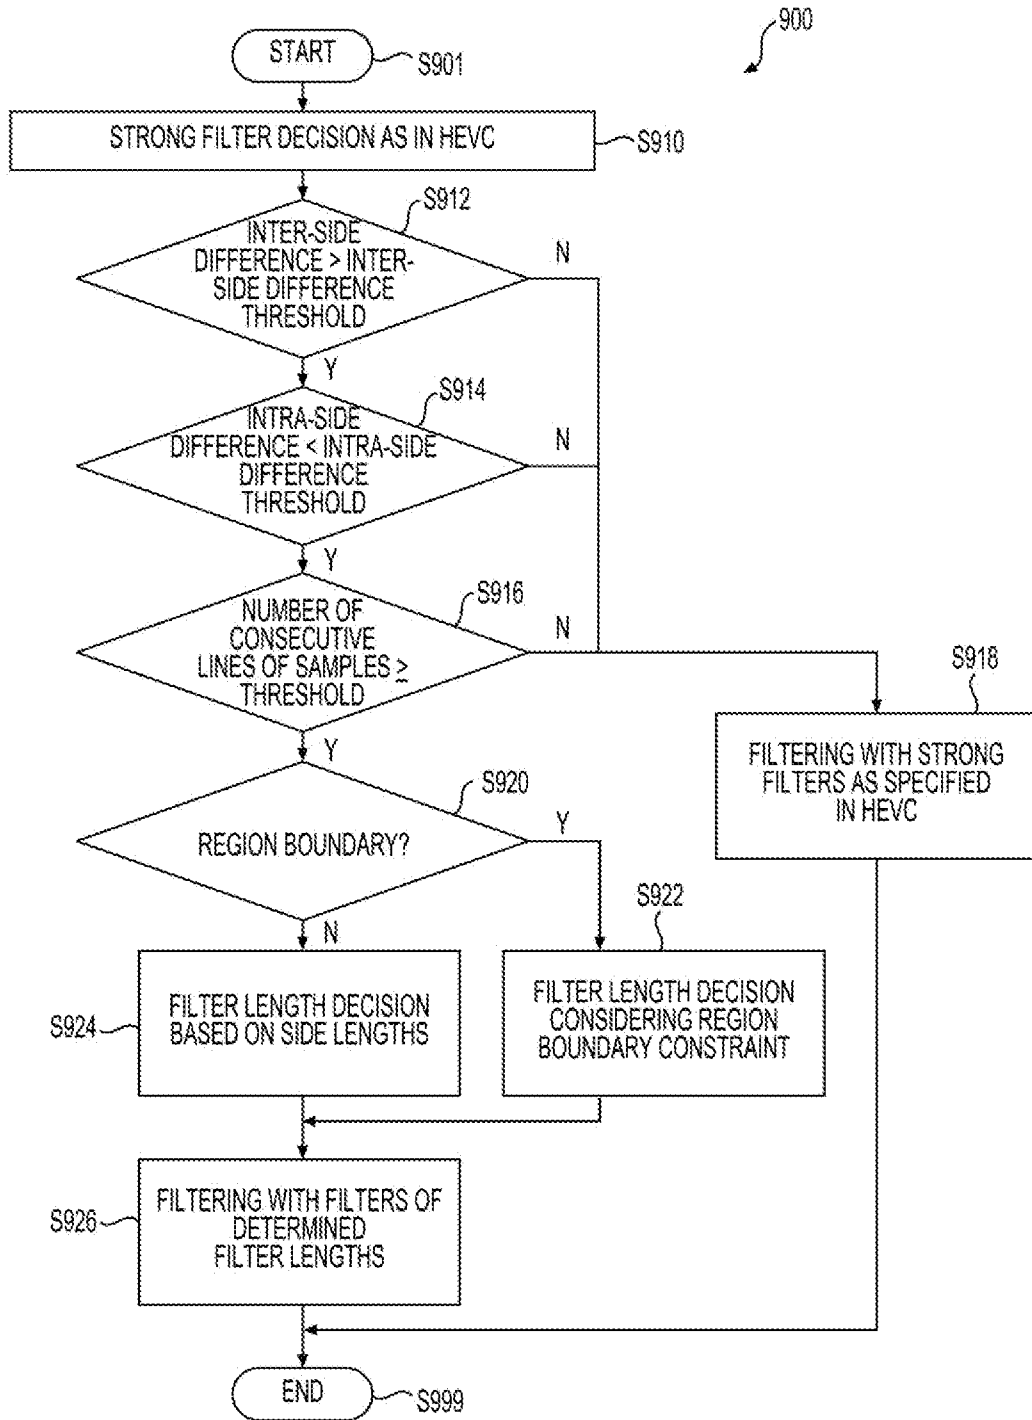 900
START
S901
STRONG FILTER DECISION AS IN HEVC
S910
S912
INTER-SIDE
DIFFERENCE > INTER-
SIDE DIFFERENCE
THRESHOLD
N
Y
S914
INTRA-SIDE
DIFFERENCE < INTRA-SIDE
DIFFERENCE
THRESHOLD
N
Y
S916
NUMBER OF
CONSECUTIVE
LINES OF SAMPLES ≥
THRESHOLD
N
Y
S918
FILTERING WITH STRONG
FILTERS AS SPECIFIED
IN HEVC
S920
REGION BOUNDARY?
Y
N
S922
FILTER LENGTH DECISION
CONSIDERING REGION
BOUNDARY CONSTRAINT
S924
FILTER LENGTH DECISION
BASED ON SIDE LENGTHS
S926
FILTERING WITH FILTERS OF
DETERMINED
FILTER LENGTHS
END
S999